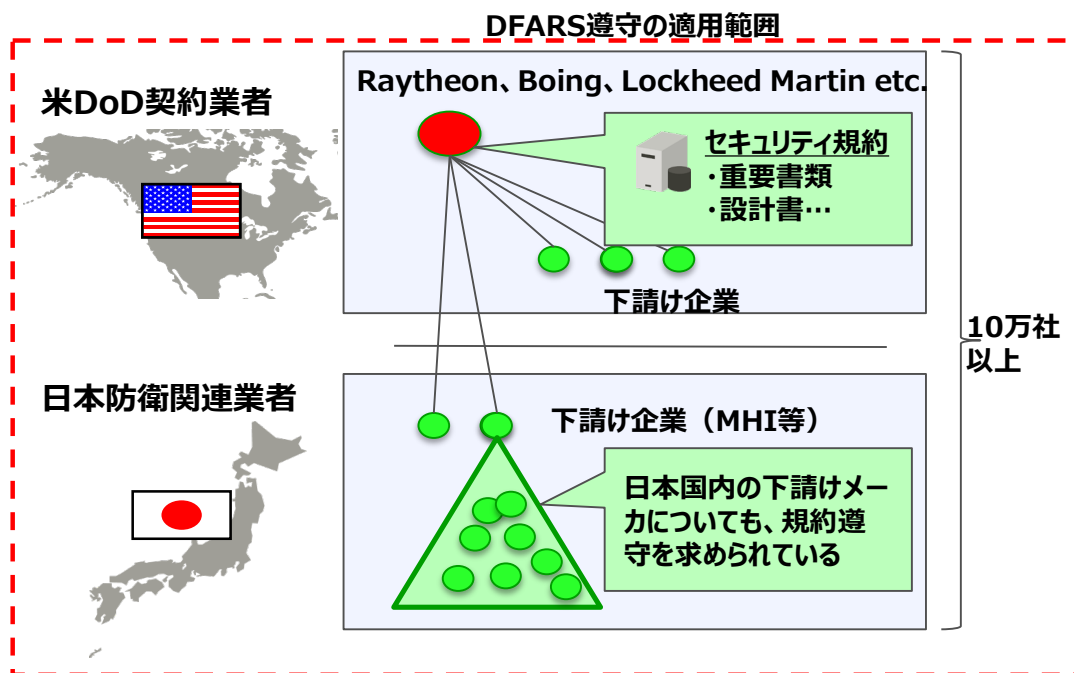 DFARS遵守の適用範囲
米DoD契約業者
Raytheon、Boing、Lockheed Martin etc.
セキュリティ規約
・重要書類
・設計書…
下請け企業
10万社
以上
日本防衛関連業者
下請け企業（MHI等）
日本国内の下請けメー
カについても、規約遵
守を求められている